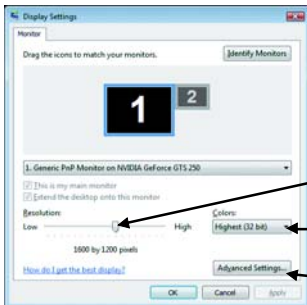 Display Settings
Monitor
Drag the icons to match your monitors.
Identify Monitors
1
2
1. Generic PnP Monitor on NVIDIA GeForce GTS 250
This is my main monitor
Extend the desktop onto this monitor
Resolution:
Colors:
Low
High
Highest (32 bit)
1600 by 1200 pixels
How do I get the best display?
Advanced Settings...
OK
Cancel
Apply